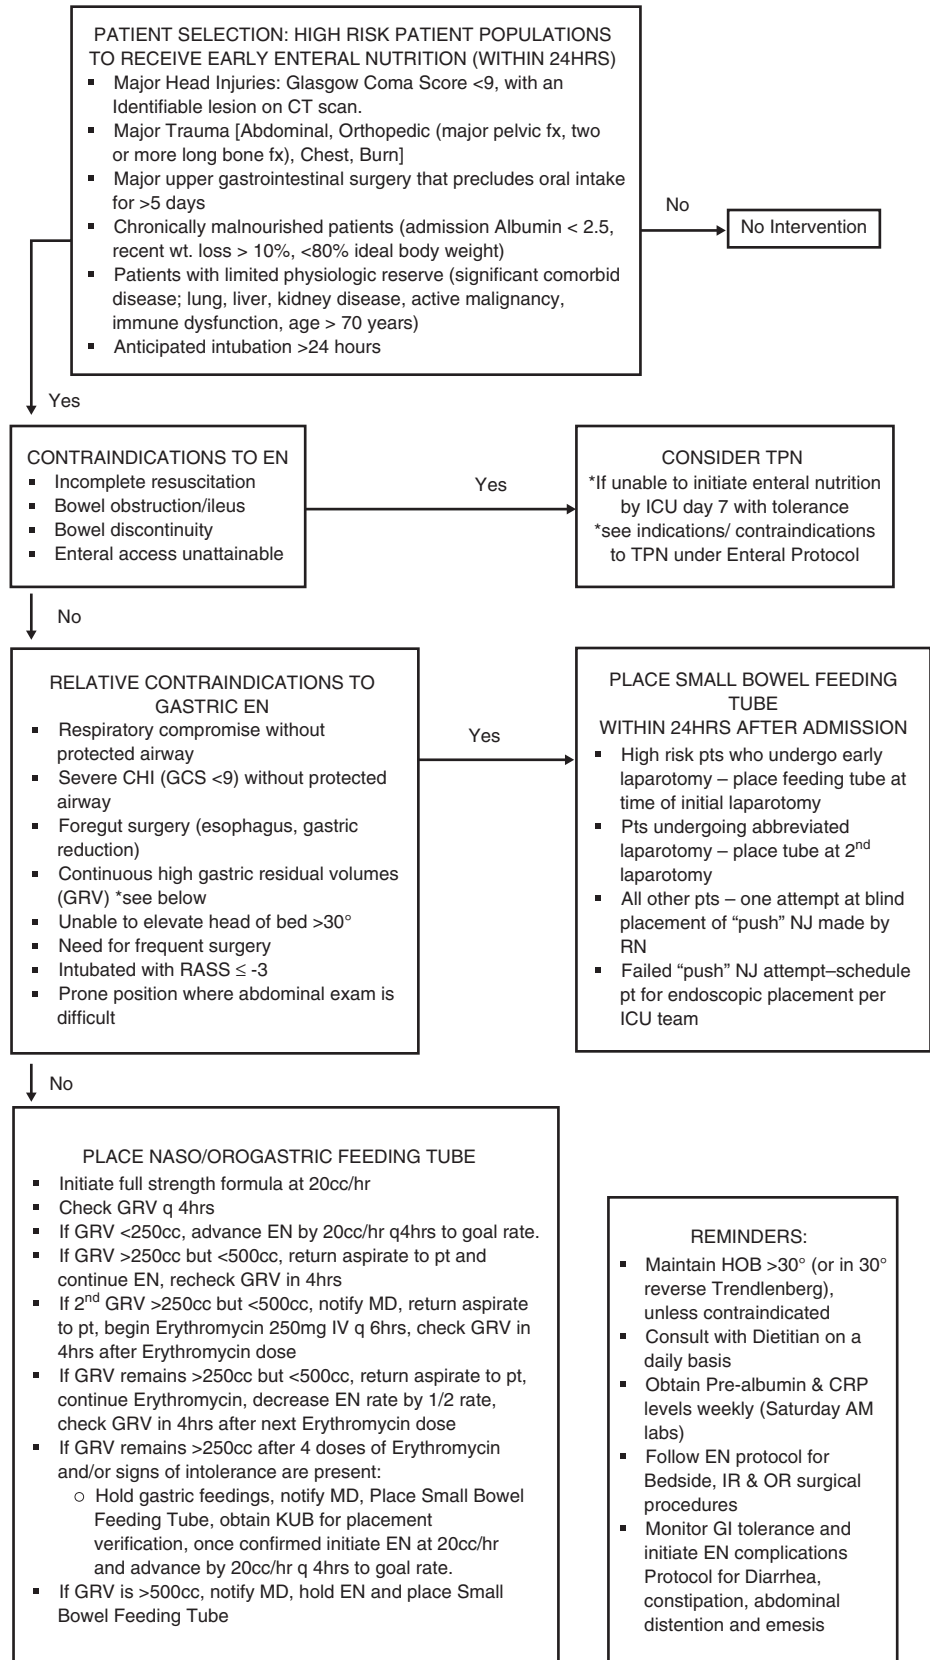 PATIENT SELECTION: HIGH RISK PATIENT POPULATIONS
TO RECEIVE EARLY ENTERAL NUTRITION (WITHIN 24HRS)
▪ Major Head Injuries: Glasgow Coma Score <9, with an
Identifiable lesion on CT scan.
▪ Major Trauma [Abdominal, Orthopedic (major pelvic fx, two
or more long bone fx), Chest, Burn]
▪ Major upper gastrointestinal surgery that precludes oral intake
for >5 days
▪ Chronically malnourished patients (admission Albumin < 2.5,
recent wt. loss > 10%, <80% ideal body weight)
▪ Patients with limited physiologic reserve (significant comorbid
disease; lung, liver, kidney disease, active malignancy,
immune dysfunction, age > 70 years)
▪ Anticipated intubation >24 hours
No
No Intervention
Yes
CONTRAINDICATIONS TO EN
▪ Incomplete resuscitation
▪ Bowel obstruction/ileus
▪ Bowel discontinuity
▪ Enteral access unattainable
Yes
CONSIDER TPN
*If unable to initiate enteral nutrition
by ICU day 7 with tolerance
*see indications/ contraindications
to TPN under Enteral Protocol
No
RELATIVE CONTRAINDICATIONS TO
GASTRIC EN
▪ Respiratory compromise without
protected airway
▪ Severe CHI (GCS <9) without protected
airway
▪ Foregut surgery (esophagus, gastric
reduction)
▪ Continuous high gastric residual volumes
(GRV) *see below
▪ Unable to elevate head of bed >30°
▪ Need for frequent surgery
▪ Intubated with RASS ≤ -3
▪ Prone position where abdominal exam is
difficult
Yes
PLACE SMALL BOWEL FEEDING
TUBE
WITHIN 24HRS AFTER ADMISSION
▪ High risk pts who undergo early
laparotomy – place feeding tube at
time of initial laparotomy
▪ Pts undergoing abbreviated
laparotomy – place tube at 2nd
laparotomy
▪ All other pts – one attempt at blind
placement of “push” NJ made by
RN
▪ Failed “push” NJ attempt–schedule
pt for endoscopic placement per
ICU team
No
PLACE NASO/OROGASTRIC FEEDING TUBE
▪ Initiate full strength formula at 20cc/hr
▪ Check GRV q 4hrs
▪ If GRV <250cc, advance EN by 20cc/hr q4hrs to goal rate.
▪ If GRV >250cc but <500cc, return aspirate to pt and
continue EN, recheck GRV in 4hrs
▪ If 2nd GRV >250cc but <500cc, notify MD, return aspirate
to pt, begin Erythromycin 250mg IV q 6hrs, check GRV in
4hrs after Erythromycin dose
▪ If GRV remains >250cc but <500cc, return aspirate to pt,
continue Erythromycin, decrease EN rate by 1/2 rate,
check GRV in 4hrs after next Erythromycin dose
▪ If GRV remains >250cc after 4 doses of Erythromycin
and/or signs of intolerance are present:
○ Hold gastric feedings, notify MD, Place Small Bowel
Feeding Tube, obtain KUB for placement
verification, once confirmed initiate EN at 20cc/hr
and advance by 20cc/hr q 4hrs to goal rate.
▪ If GRV is >500cc, notify MD, hold EN and place Small
Bowel Feeding Tube
REMINDERS:
▪ Maintain HOB >30° (or in 30°
reverse Trendlenberg),
unless contraindicated
▪ Consult with Dietitian on a
daily basis
▪ Obtain Pre-albumin & CRP
levels weekly (Saturday AM
labs)
▪ Follow EN protocol for
Bedside, IR & OR surgical
procedures
▪ Monitor GI tolerance and
initiate EN complications
Protocol for Diarrhea,
constipation, abdominal
distention and emesis